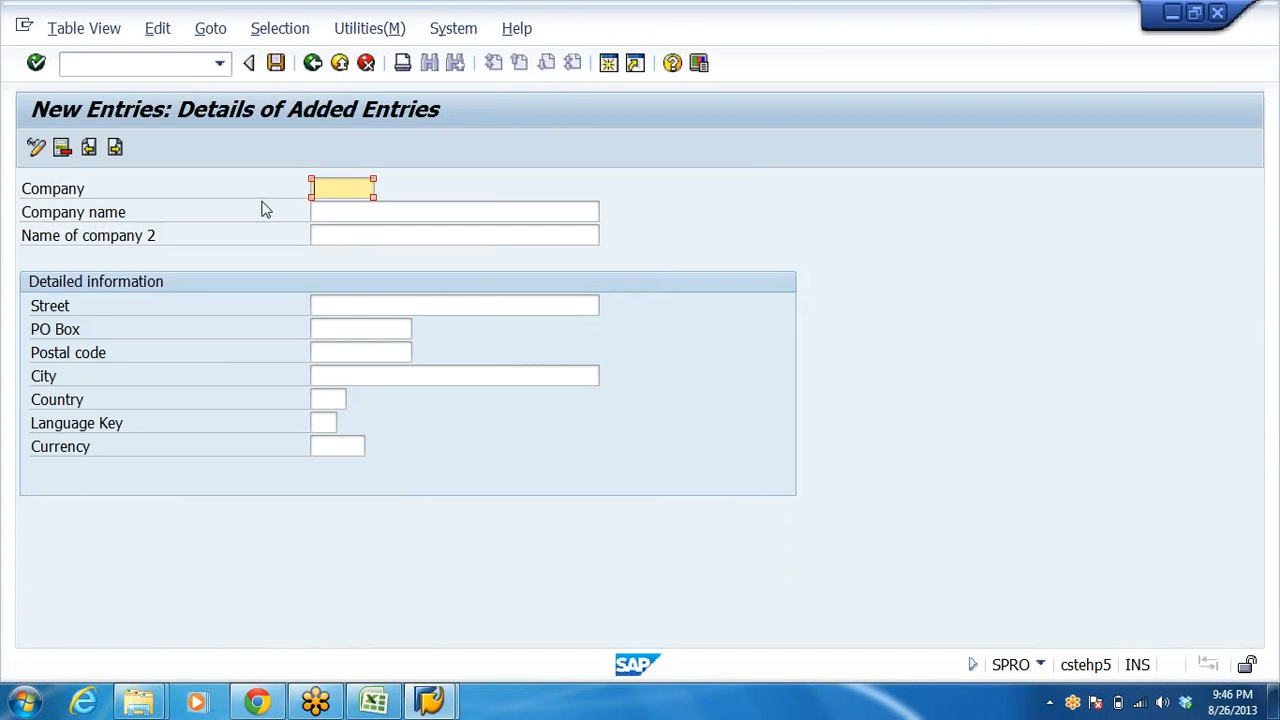 Table View Edit Goto Selection Utilities(M) System Help
New Entries: Details of Added Entries
Company
Company name
Name of company 2
Detailed information
Street
PO Box
Postal code
City
Country
Language Key
Currency
SAP
SPRO cstehp5 INS
9:46 PM
8/26/2013